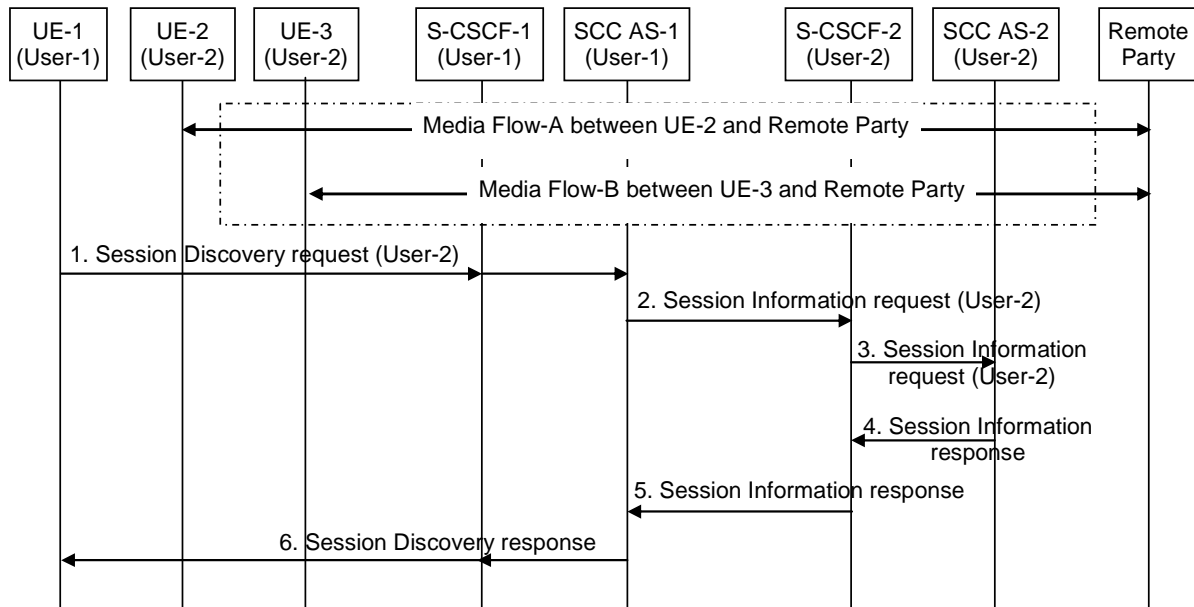 UE-1 UE-2 UE-3 S-CSCF-1 SCC AS-1 S-CSCF-2 SCC AS-2 Remote
(User-1) (User-2) (User-2) (User-1) (User-1) (User-2) (User-2) Party
Media Flow-A between UE-2 and Remote Party
Media Flow-B between UE-3 and Remote Party
1. Session Discovery request (User-2)
2. Session Information request (User-2)
3. Session Information
request (User-2)
4. Session Information
response
5. Session Information response
6. Session Discovery response